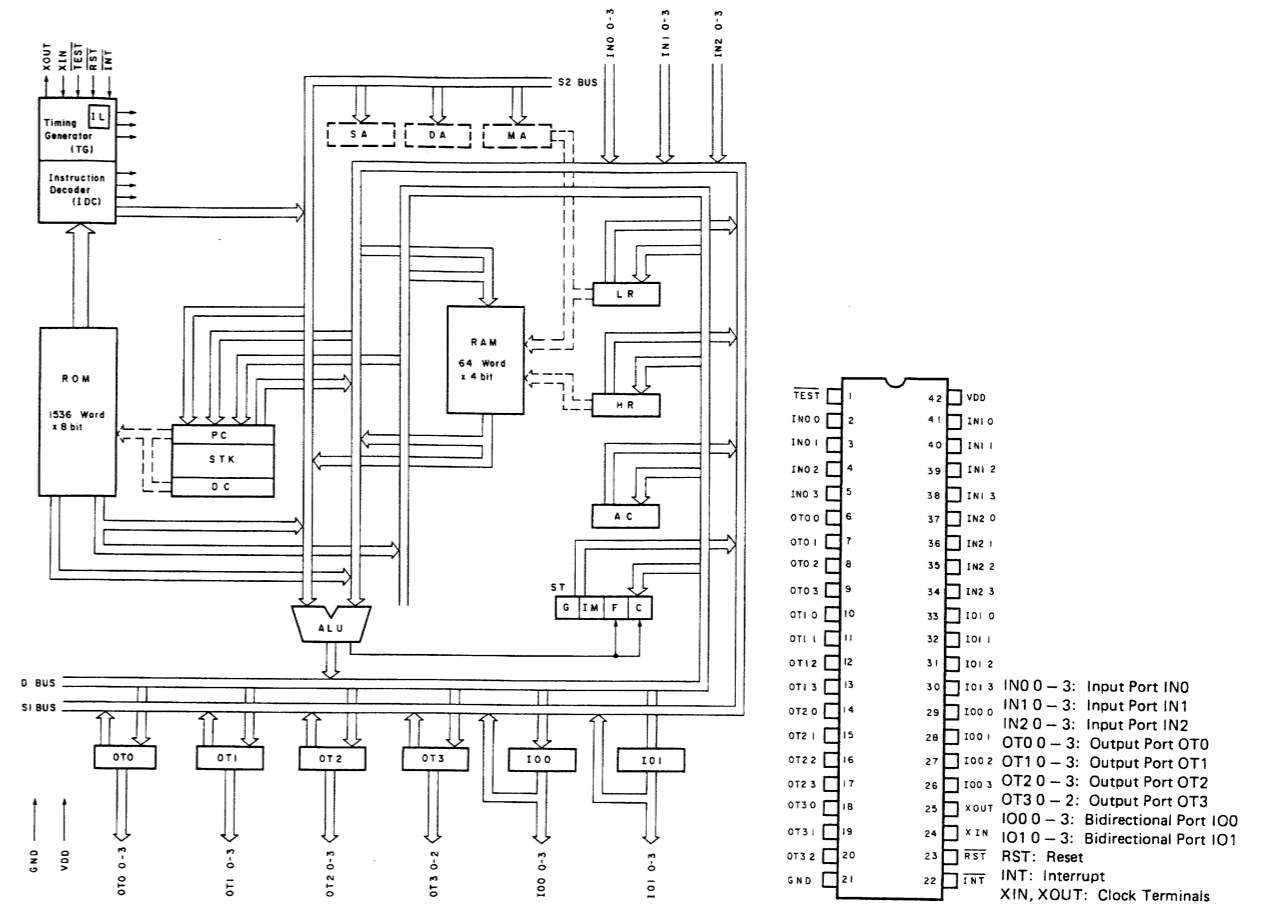 XOUT
XIN
TEST
RST
INT
IN0 0-3
IN1 0-3
IN2 0-3
S2 BUS
IL
Timing
Generator
(TG)
SA
DA
MA
Instruction
Decoder
(IDC)
LR
RAM
64 Word
x 4 bit
ROM
1536 Word
x 8 bit
HR
PC
STK
DC
AC
ST
G
IM
F
C
ALU
D BUS
S1 BUS
OT0
OT1
OT2
OT3
IO0
IO1
GND
VDD
OT0 0-3
OT1 0-3
OT2 0-3
OT3 0-2
IO0 0-3
IO1 0-3
TEST 1 42 VDD
IN0 0 2 41 IN1 0
IN0 1 3 40 IN1 1
IN0 2 4 39 IN1 2
IN0 3 5 38 IN1 3
OT0 0 6 37 IN2 0
OT0 1 7 36 IN2 1
OT0 2 8 35 IN2 2
OT0 3 9 34 IN2 3
OT1 0 10 33 IO1 0
OT1 1 11 32 IO1 1
OT1 2 12 31 IO1 2
OT1 3 13 30 IO1 3
OT2 0 14 29 IO0 0
OT2 1 15 28 IO0 1
OT2 2 16 27 IO0 2
OT2 3 17 26 IO0 3
OT3 0 18 25 XOUT
OT3 1 19 24 XIN
OT3 2 20 23 RST
GND 21 22 INT
IN0 0 – 3: Input Port IN0
IN1 0 – 3: Input Port IN1
IN2 0 – 3: Input Port IN2
OT0 0 – 3: Output Port OT0
OT1 0 – 3: Output Port OT1
OT2 0 – 3: Output Port OT2
OT3 0 – 2: Output Port OT3
IO0 0 – 3: Bidirectional Port IO0
IO1 0 – 3: Bidirectional Port IO1
RST: Reset
INT: Interrupt
XIN, XOUT: Clock Terminals